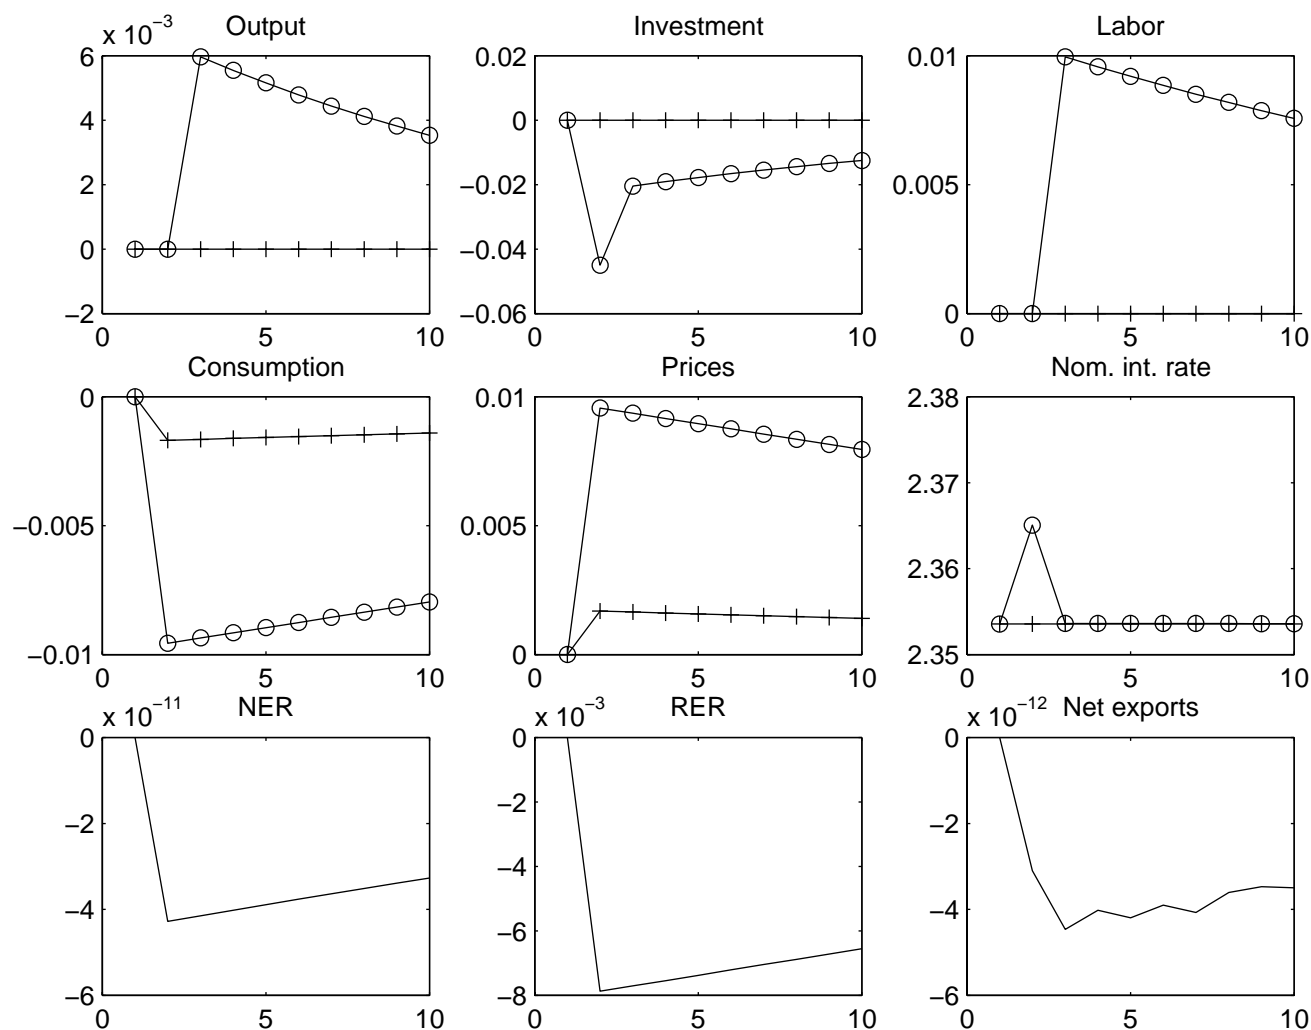 x 10−3 Output
6
4
2
0
−2
0 5 10
Investment
0.02
0
−0.02
−0.04
−0.06
0 5 10
Labor
0.01
0.005
0
0 5 10
Consumption
0
−0.005
−0.01
0 5 10
Prices
0.01
0.005
0
0 5 10
Nom. int. rate
2.38
2.37
2.36
2.35
0 5 10
x 10−11 NER
0
−2
−4
−6
0 5 10
x 10−3 RER
0
−2
−4
−6
−8
0 5 10
x 10−12 Net exports
0
−2
−4
−6
0 5 10